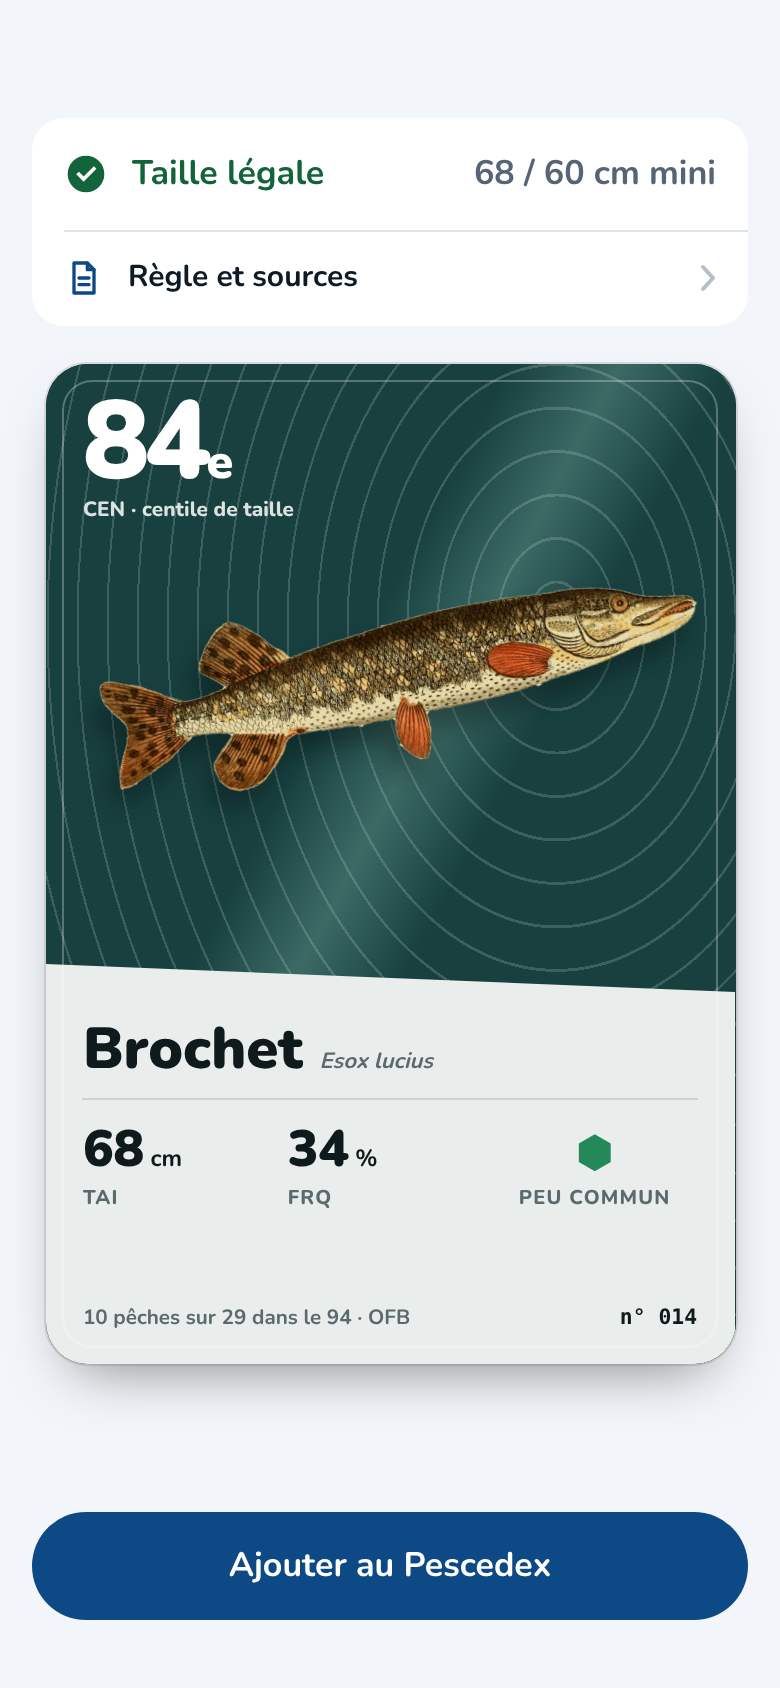 Taille légale 68 / 60 cm mini
Règle et sources
84e
CEN · centile de taille
Brochet Esox lucius
68 cm 34 %
TAI FRQ PEU COMMUN
10 pêches sur 29 dans le 94 · OFB n° 014
Ajouter au Pescedex